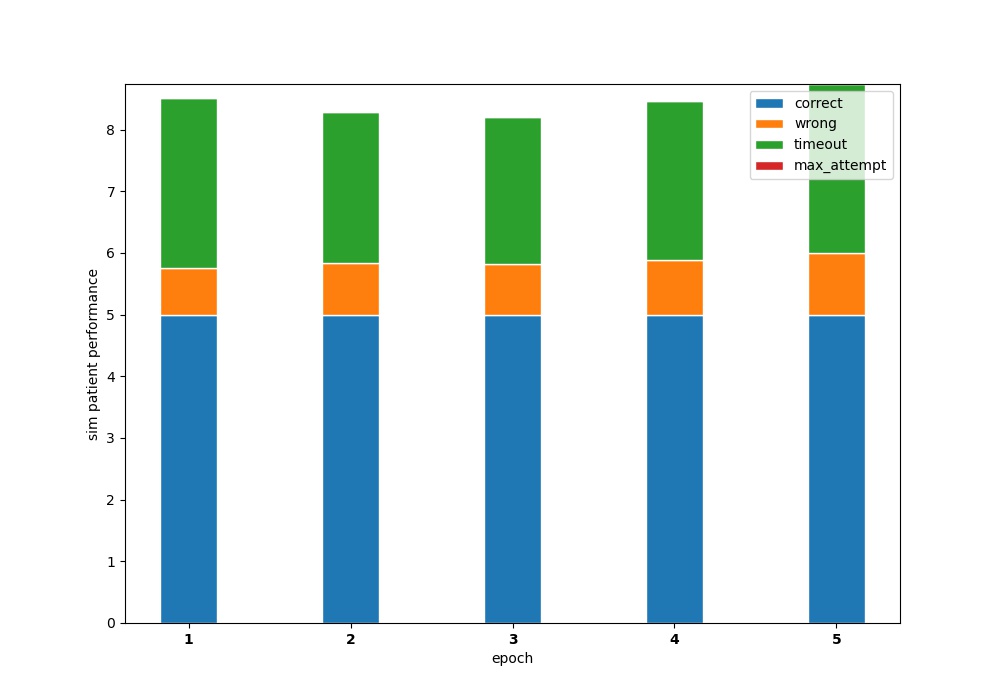 correct
wrong
timeout
max_attempt
8
7
6
5
4
3
2
1
0
sim patient performance
1 2 3 4 5
epoch